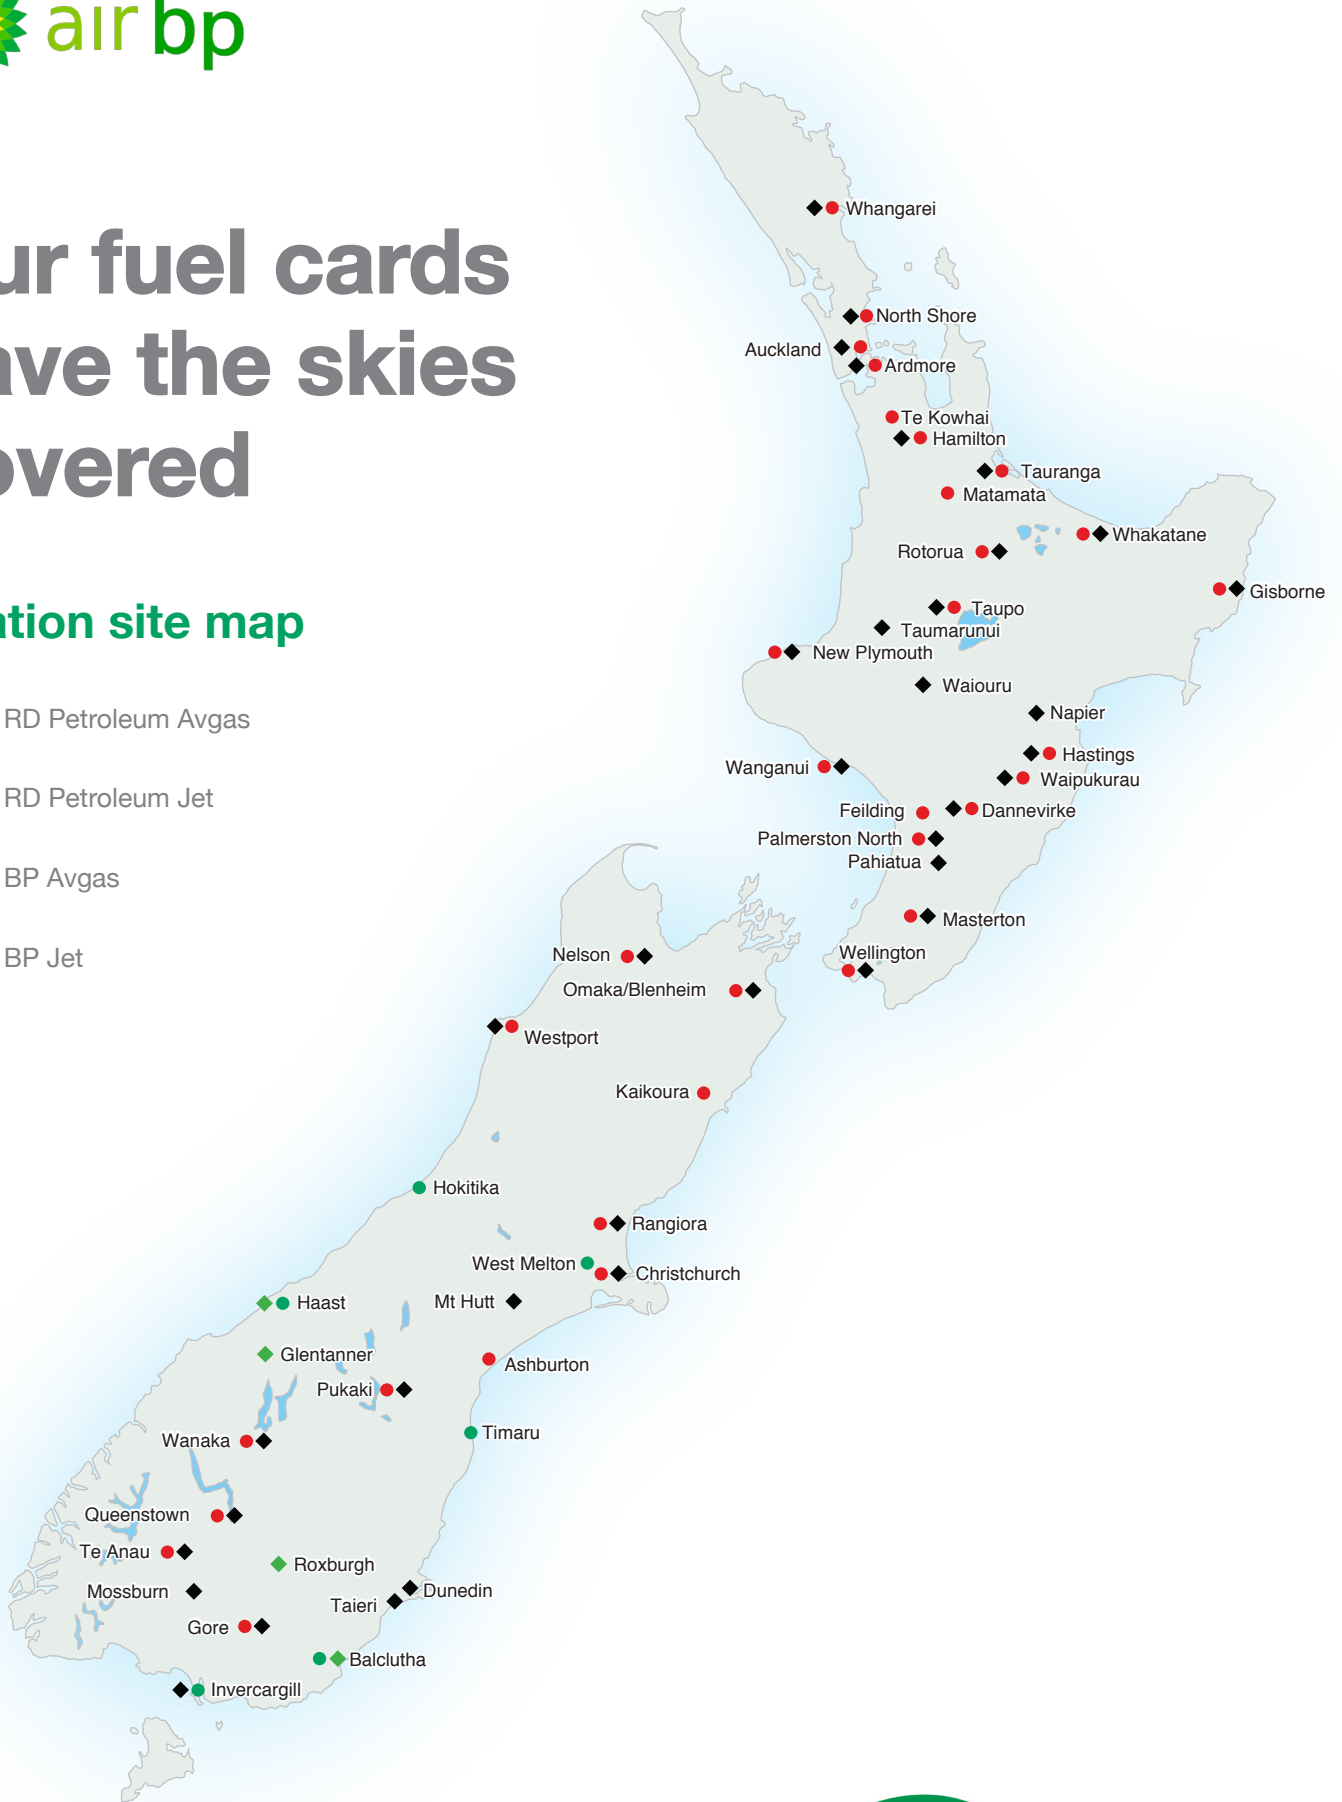 air bp
ur fuel cards
ave the skies
overed
ation site map
RD Petroleum Avgas
RD Petroleum Jet
BP Avgas
BP Jet
Whangarei
North Shore
Auckland
Ardmore
Te Kowhai
Hamilton
Tauranga
Matamata
Whakatane
Rotorua
Gisborne
Taupo
Taumarunui
New Plymouth
Waiouru
Napier
Hastings
Wanganui
Waipukurau
Feilding
Dannevirke
Palmerston North
Pahiatua
Masterton
Wellington
Nelson
Omaka/Blenheim
Westport
Kaikoura
Hokitika
Rangiora
West Melton
Christchurch
Mt Hutt
Haast
Glentanner
Ashburton
Pukaki
Timaru
Wanaka
Queenstown
Te Anau
Roxburgh
Mossburn
Dunedin
Taieri
Gore
Balclutha
Invercargill